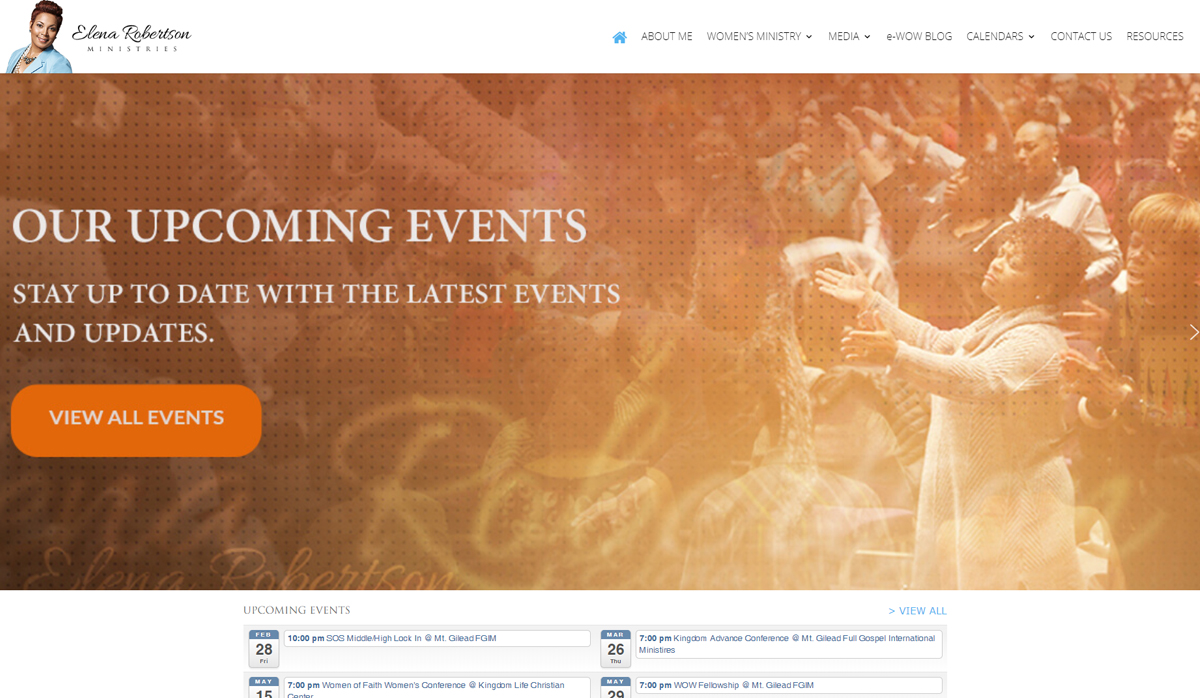 Elena Robertson
MINISTRIES
ABOUT ME
WOMEN'S MINISTRY
MEDIA
e-WOW BLOG
CALENDARS
CONTACT US
RESOURCES
OUR UPCOMING EVENTS
STAY UP TO DATE WITH THE LATEST EVENTS
AND UPDATES.
VIEW ALL EVENTS
Elena Robertson
UPCOMING EVENTS
> VIEW ALL
FEB
28
Fri
10:00 pm SOS Middle/High Lock In @ Mt. Gilead FGIM
MAR
26
Thu
7:00 pm Kingdom Advance Conference @ Mt. Gilead Full Gospel International
Ministires
MAY
15
7:00 pm Women of Faith Women's Conference @ Kingdom Life Christian
Center
MAY
29
7:00 pm WOW Fellowship @ Mt. Gilead FGIM